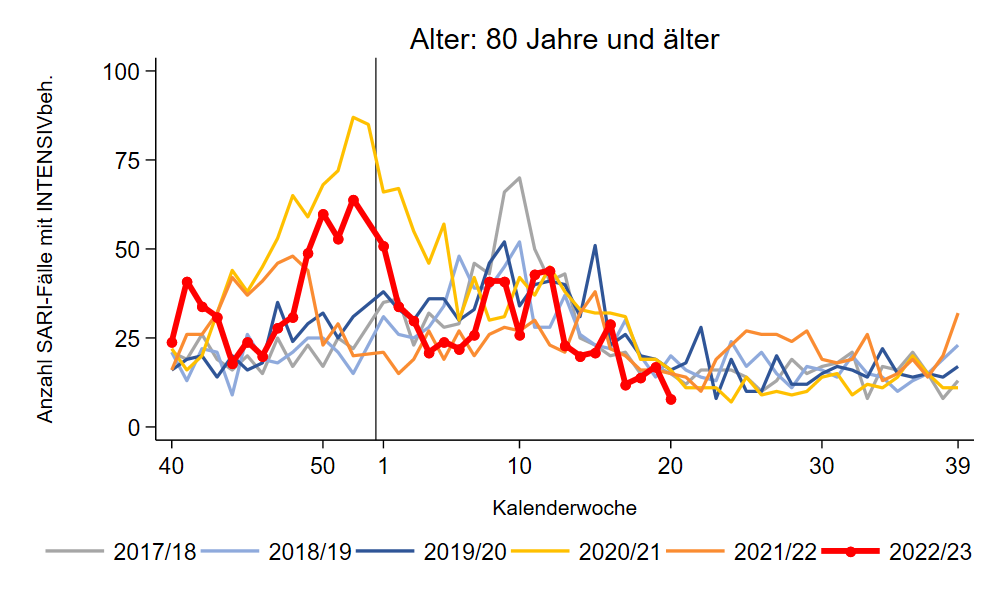 Alter: 80 Jahre und älter
Anzahl SARI-Fälle mit INTENSIVbeh.
100
75
50
25
0
40 50 1 10 20 30 39
Kalenderwoche
2017/18 2018/19 2019/20 2020/21 2021/22 2022/23